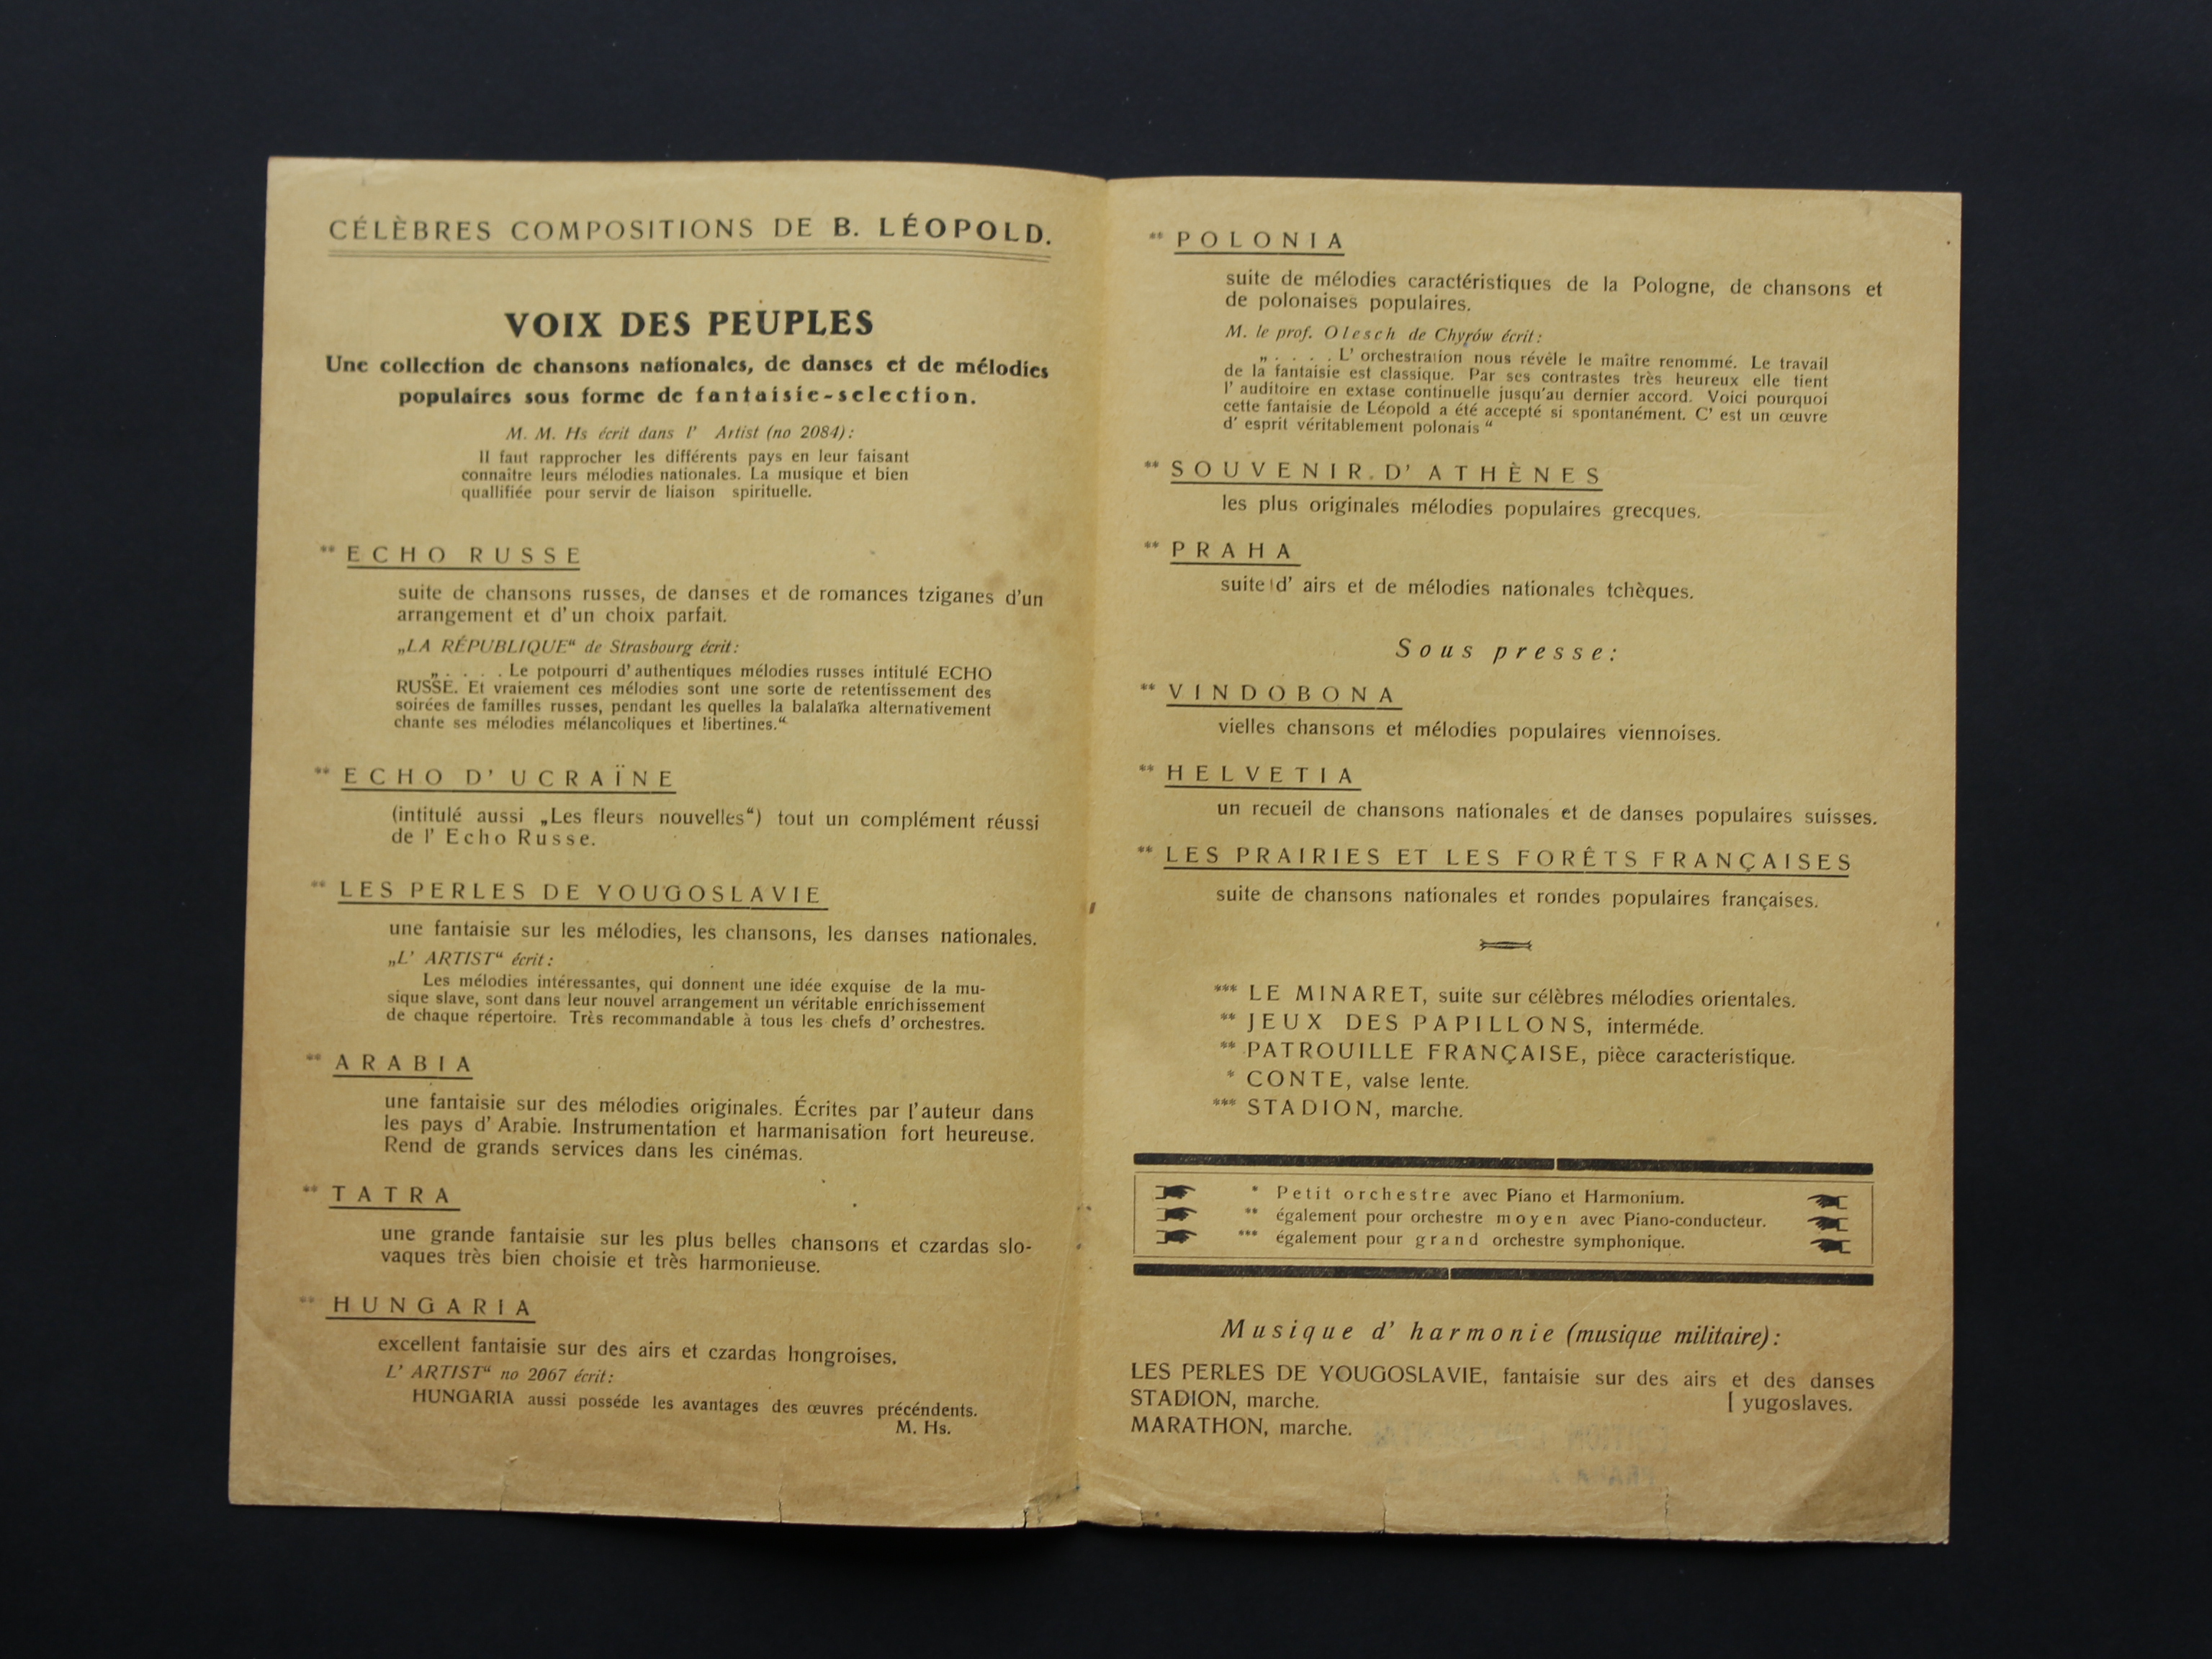 CÉLÈBRES COMPOSITIONS DE B. LÉOPOLD.
VOIX DES PEUPLES
Une collection de chansons nationales, de danses et de mélodies
populaires sous forme de fantaisie-selection.
M. M. Hs écrit dans l' Artist (no 2084):
Il faut rapprocher les différents pays en leur faisant
connaitre leurs mélodies nationales. La musique et bien
quallifiée pour servir de liaison spirituelle.
** ECHO RUSSE
suite de chansons russes, de danses et de romances tziganes d'un
arrangement et d' un choix parfait.
„LA RÉPUBLIQUE“ de Strasbourg écrit:
„ . . . . Le potpourri d' authentiques mélodies russes intitulé ECHO
RUSSE. Et vraiement ces mélodies sont une sorte de retentissement des
soirées de familles russes, pendant les quelles la balalaïka alternativement
chante ses mélodies mélancoliques et libertines.“
** ECHO D' UCRAÏNE
(intitulé aussi „Les fleurs nouvelles“) tout un complément réussi
de l' Echo Russe.
** LES PERLES DE YOUGOSLAVIE
une fantaisie sur les mélodies, les chansons, les danses nationales.
„L' ARTIST“ écrit:
Les mélodies intéressantes, qui donnent une idée exquise de la mu-
sique slave, sont dans leur nouvel arrangement un véritable enrichissement
de chaque répertoire. Très recommandable à tous les chefs d' orchestres.
** ARABIA
une fantaisie sur des mélodies originales. Écrites par l'auteur dans
les pays d' Arabie. Instrumentation et harmanisation fort heureuse.
Rend de grands services dans les cinémas.
** TATRA
une grande fantaisie sur les plus belles chansons et czardas slo-
vaques très bien choisie et très harmonieuse.
** HUNGARIA
excellent fantaisie sur des airs et czardas hongroises.
L' ARTIST“ no 2067 écrit:
HUNGARIA aussi posséde les avantages des œuvres précéndents.
M. Hs.
** POLONIA
suite de mélodies caractéristiques de la Pologne, de chansons et
de polonaises populaires.
M. le prof. Olesch de Chyrów écrit:
„ . . . . L' orchestration nous révèle le maître renommé. Le travail
de la fantaisie est classique. Par ses contrastes très heureux elle tient
l' auditoire en extase continuelle jusqu'au dernier accord. Voici pourquoi
cette fantaisie de Léopold a été accepté si spontanément. C' est un œuvre
d' esprit véritablement polonais “
** SOUVENIR D' ATHÈNES
les plus originales mélodies populaires grecques.
** PRAHA
suite d' airs et de mélodies nationales tchèques.
Sous presse:
** VINDOBONA
vielles chansons et mélodies populaires viennoises.
** HELVETIA
un recueil de chansons nationales et de danses populaires suisses.
** LES PRAIRIES ET LES FORÊTS FRANÇAISES
suite de chansons nationales et rondes populaires françaises.
*** LE MINARET, suite sur célèbres mélodies orientales.
** JEUX DES PAPILLONS, interméde.
** PATROUILLE FRANÇAISE, pièce caracteristique.
* CONTE, valse lente.
*** STADION, marche.
* Petit orchestre avec Piano et Harmonium.
** également pour orchestre moyen avec Piano-conducteur.
*** également pour grand orchestre symphonique.
Musique d' harmonie (musique militaire):
LES PERLES DE YOUGOSLAVIE, fantaisie sur des airs et des danses
STADION, marche. [ yugoslaves.
MARATHON, marche.